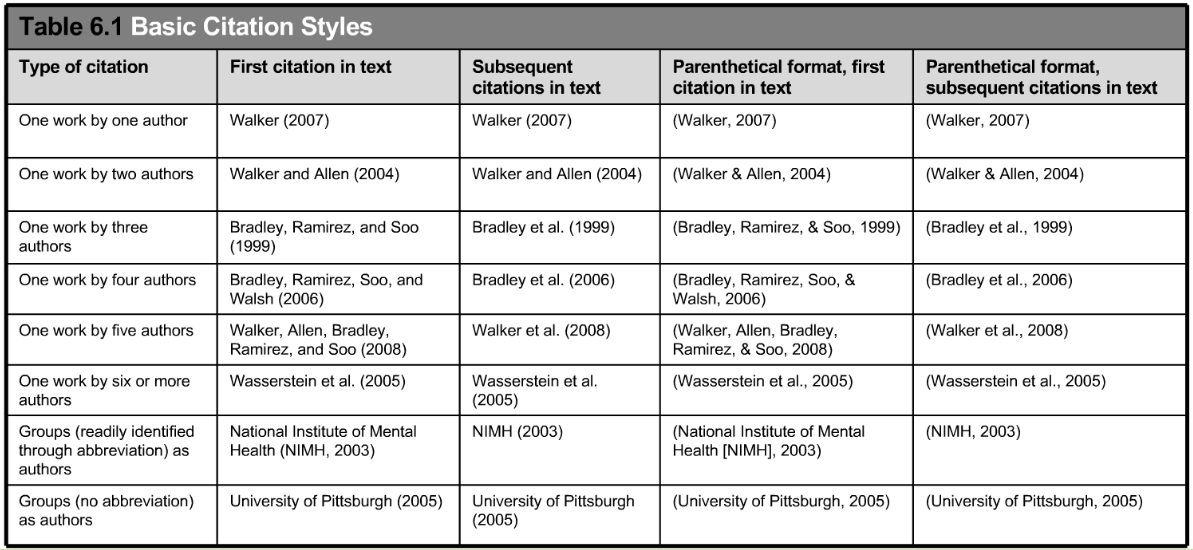 Table 6.1 Basic Citation Styles
Type of citation
First citation in text
Subsequent
citations in text
Parenthetical format, first
citation in text
Parenthetical format,
subsequent citations in text
One work by one author
Walker (2007)
Walker (2007)
(Walker, 2007)
(Walker, 2007)
One work by two authors
Walker and Allen (2004)
Walker and Allen (2004)
(Walker & Allen, 2004)
(Walker & Allen, 2004)
One work by three
authors
Bradley, Ramirez, and Soo
(1999)
Bradley et al. (1999)
(Bradley, Ramirez, & Soo, 1999)
(Bradley et al., 1999)
One work by four authors
Bradley, Ramirez, Soo, and
Walsh (2006)
Bradley et al. (2006)
(Bradley, Ramirez, Soo, &
Walsh, 2006)
(Bradley et al., 2006)
One work by five authors
Walker, Allen, Bradley,
Ramirez, and Soo (2008)
Walker et al. (2008)
(Walker, Allen, Bradley,
Ramirez, & Soo, 2008)
(Walker et al., 2008)
One work by six or more
authors
Wasserstein et al. (2005)
Wasserstein et al.
(2005)
(Wasserstein et al., 2005)
(Wasserstein et al., 2005)
Groups (readily identified
through abbreviation) as
authors
National Institute of Mental
Health (NIMH, 2003)
NIMH (2003)
(National Institute of Mental
Health [NIMH], 2003)
(NIMH, 2003)
Groups (no abbreviation)
as authors
University of Pittsburgh (2005)
University of Pittsburgh
(2005)
(University of Pittsburgh, 2005)
(University of Pittsburgh, 2005)